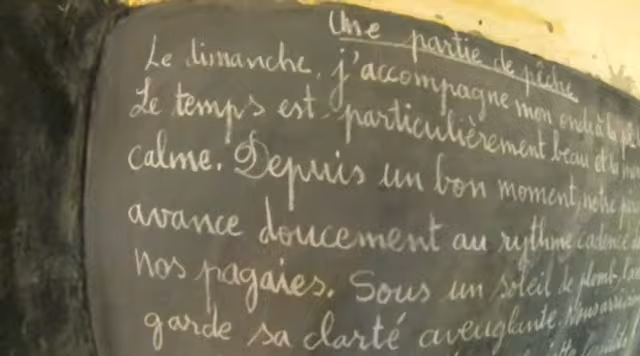 Une partie de pêche
Le dimanche, j'accompagne mon oncle à la
Le temps est particulièrement beau et la
calme. Depuis un bon moment, notre
avance doucement au rythme cadencé
nos pagaies. Sous un soleil de plomb,
garde sa clarté aveuglante. Nous